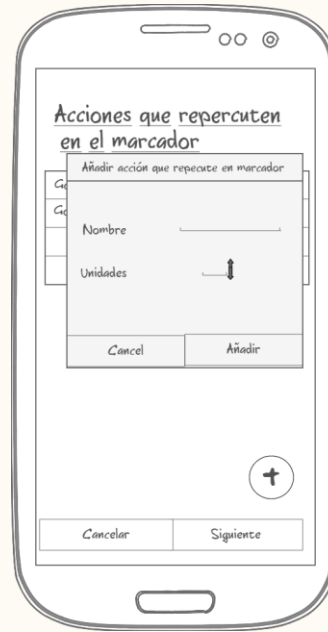 Acciones que repercuten
en el marcador
Añadir acción que repecute en marcador
Nombre
Unidades
Cancel
Añadir
+
Cancelar
Siguiente